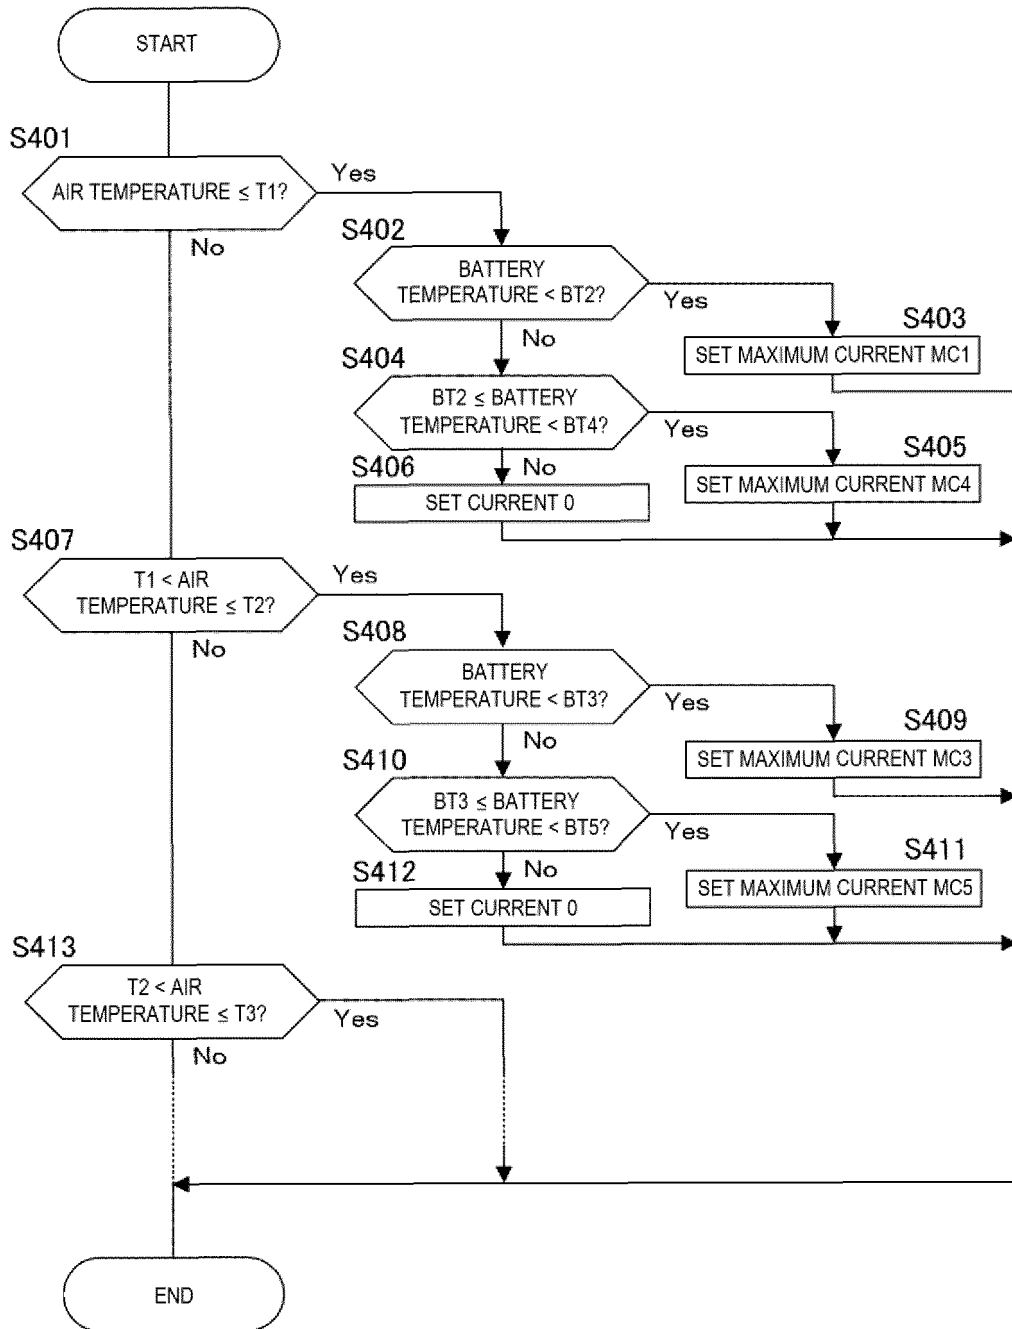 START
S401
AIR TEMPERATURE ≤ T1?
Yes
No
S402
BATTERY
TEMPERATURE < BT2?
Yes
No
S403
SET MAXIMUM CURRENT MC1
S404
BT2 ≤ BATTERY
TEMPERATURE < BT4?
Yes
No
S405
SET MAXIMUM CURRENT MC4
S406
SET CURRENT 0
S407
T1 < AIR
TEMPERATURE ≤ T2?
Yes
No
S408
BATTERY
TEMPERATURE < BT3?
Yes
No
S409
SET MAXIMUM CURRENT MC3
S410
BT3 ≤ BATTERY
TEMPERATURE < BT5?
Yes
No
S411
SET MAXIMUM CURRENT MC5
S412
SET CURRENT 0
S413
T2 < AIR
TEMPERATURE ≤ T3?
Yes
No
END